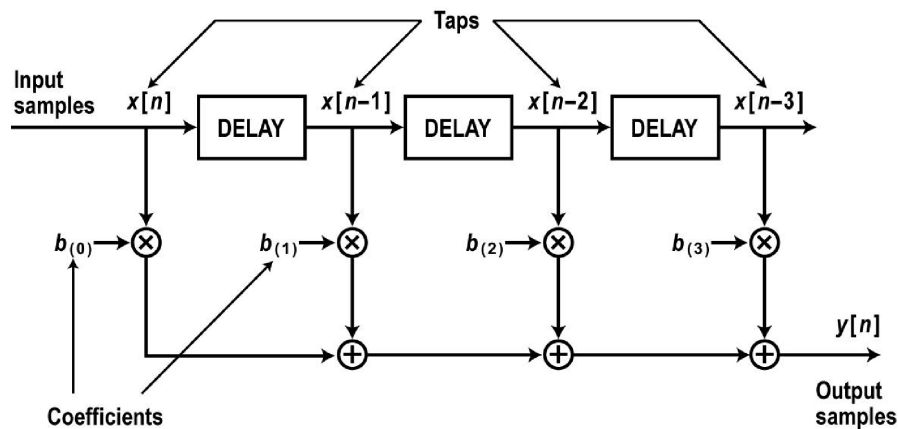 Taps
Input
samples
x[n]
x[n–1]
x[n–2]
x[n–3]
DELAY
DELAY
DELAY
b(0)
b(1)
b(2)
b(3)
y[n]
Coefficients
Output
samples